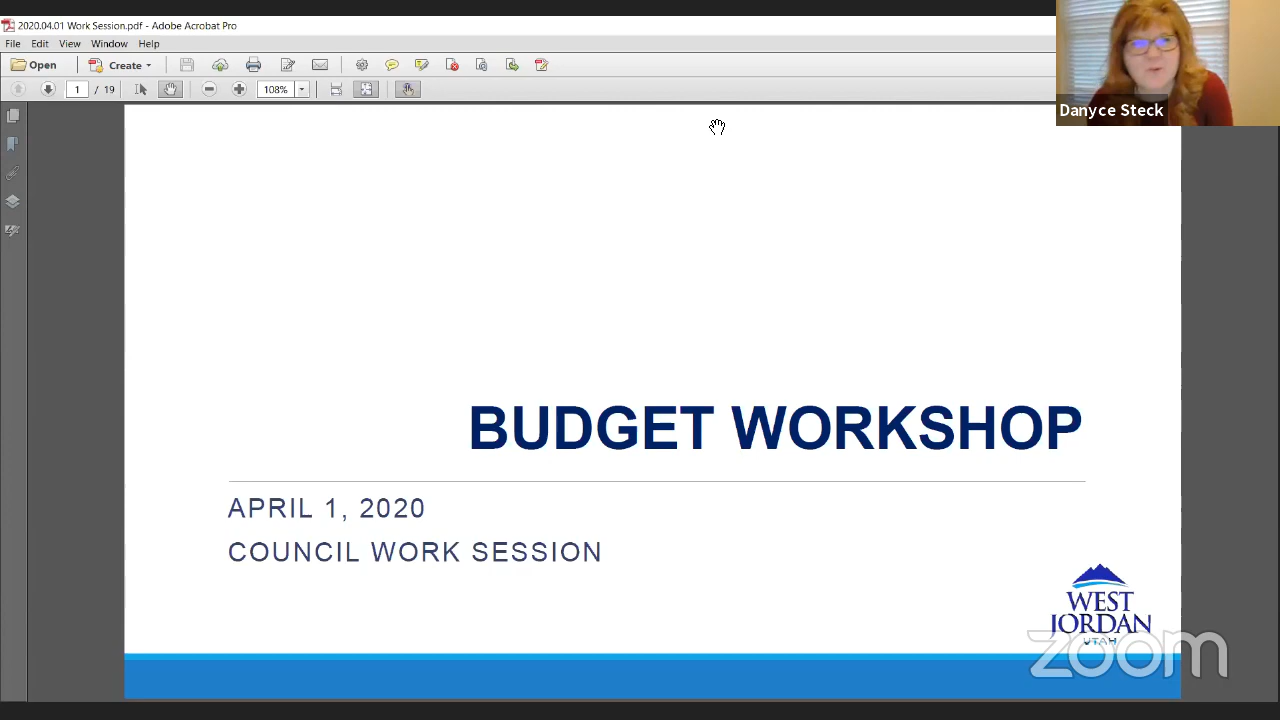 2020.04.01 Work Session.pdf - Adobe Acrobat Pro
File Edit View Window Help
Open Create
1 / 19 108%
Danyce Steck
BUDGET WORKSHOP
APRIL 1, 2020
COUNCIL WORK SESSION
WEST
JORDAN
UTAH
zoom